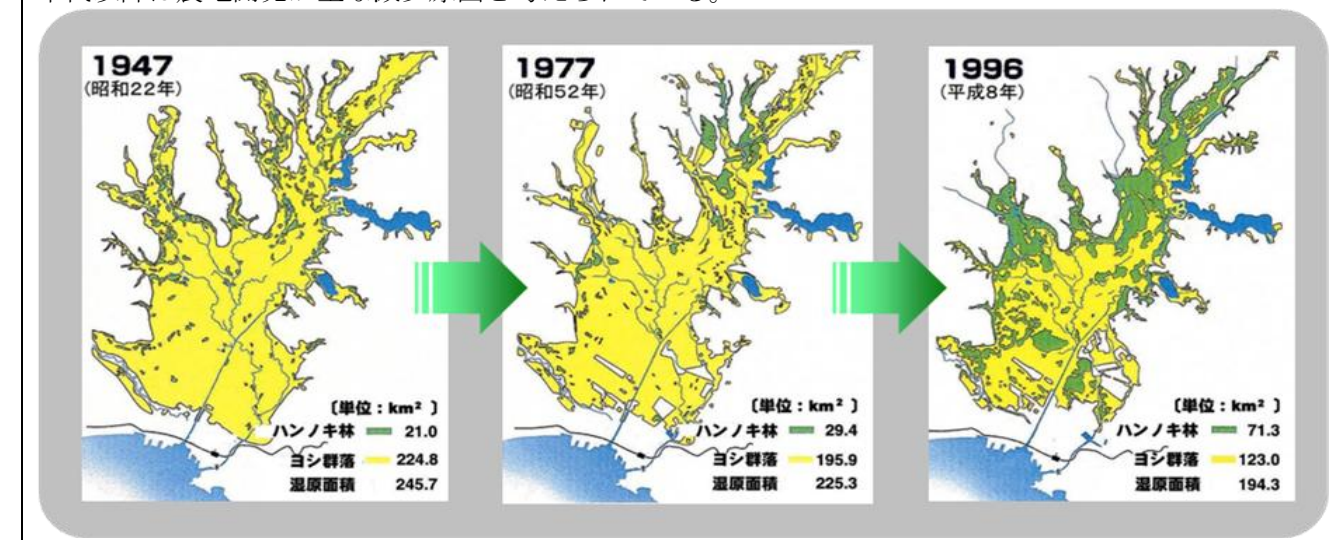 1947
(昭和22年)
〔単位：km²〕
ハンノキ林 21.0
ヨシ群落 224.8
湿原面積 245.7
1977
(昭和52年)
〔単位：km²〕
ハンノキ林 29.4
ヨシ群落 195.9
湿原面積 225.3
1996
(平成8年)
〔単位：km²〕
ハンノキ林 71.3
ヨシ群落 123.0
湿原面積 194.3